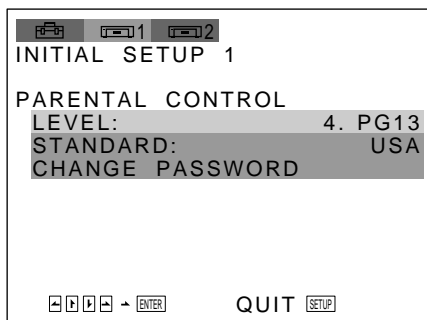 1 2
INITIAL SETUP 1
PARENTAL CONTROL
LEVEL: 4. PG13
STANDARD: USA
CHANGE PASSWORD
ENTER QUIT SETUP